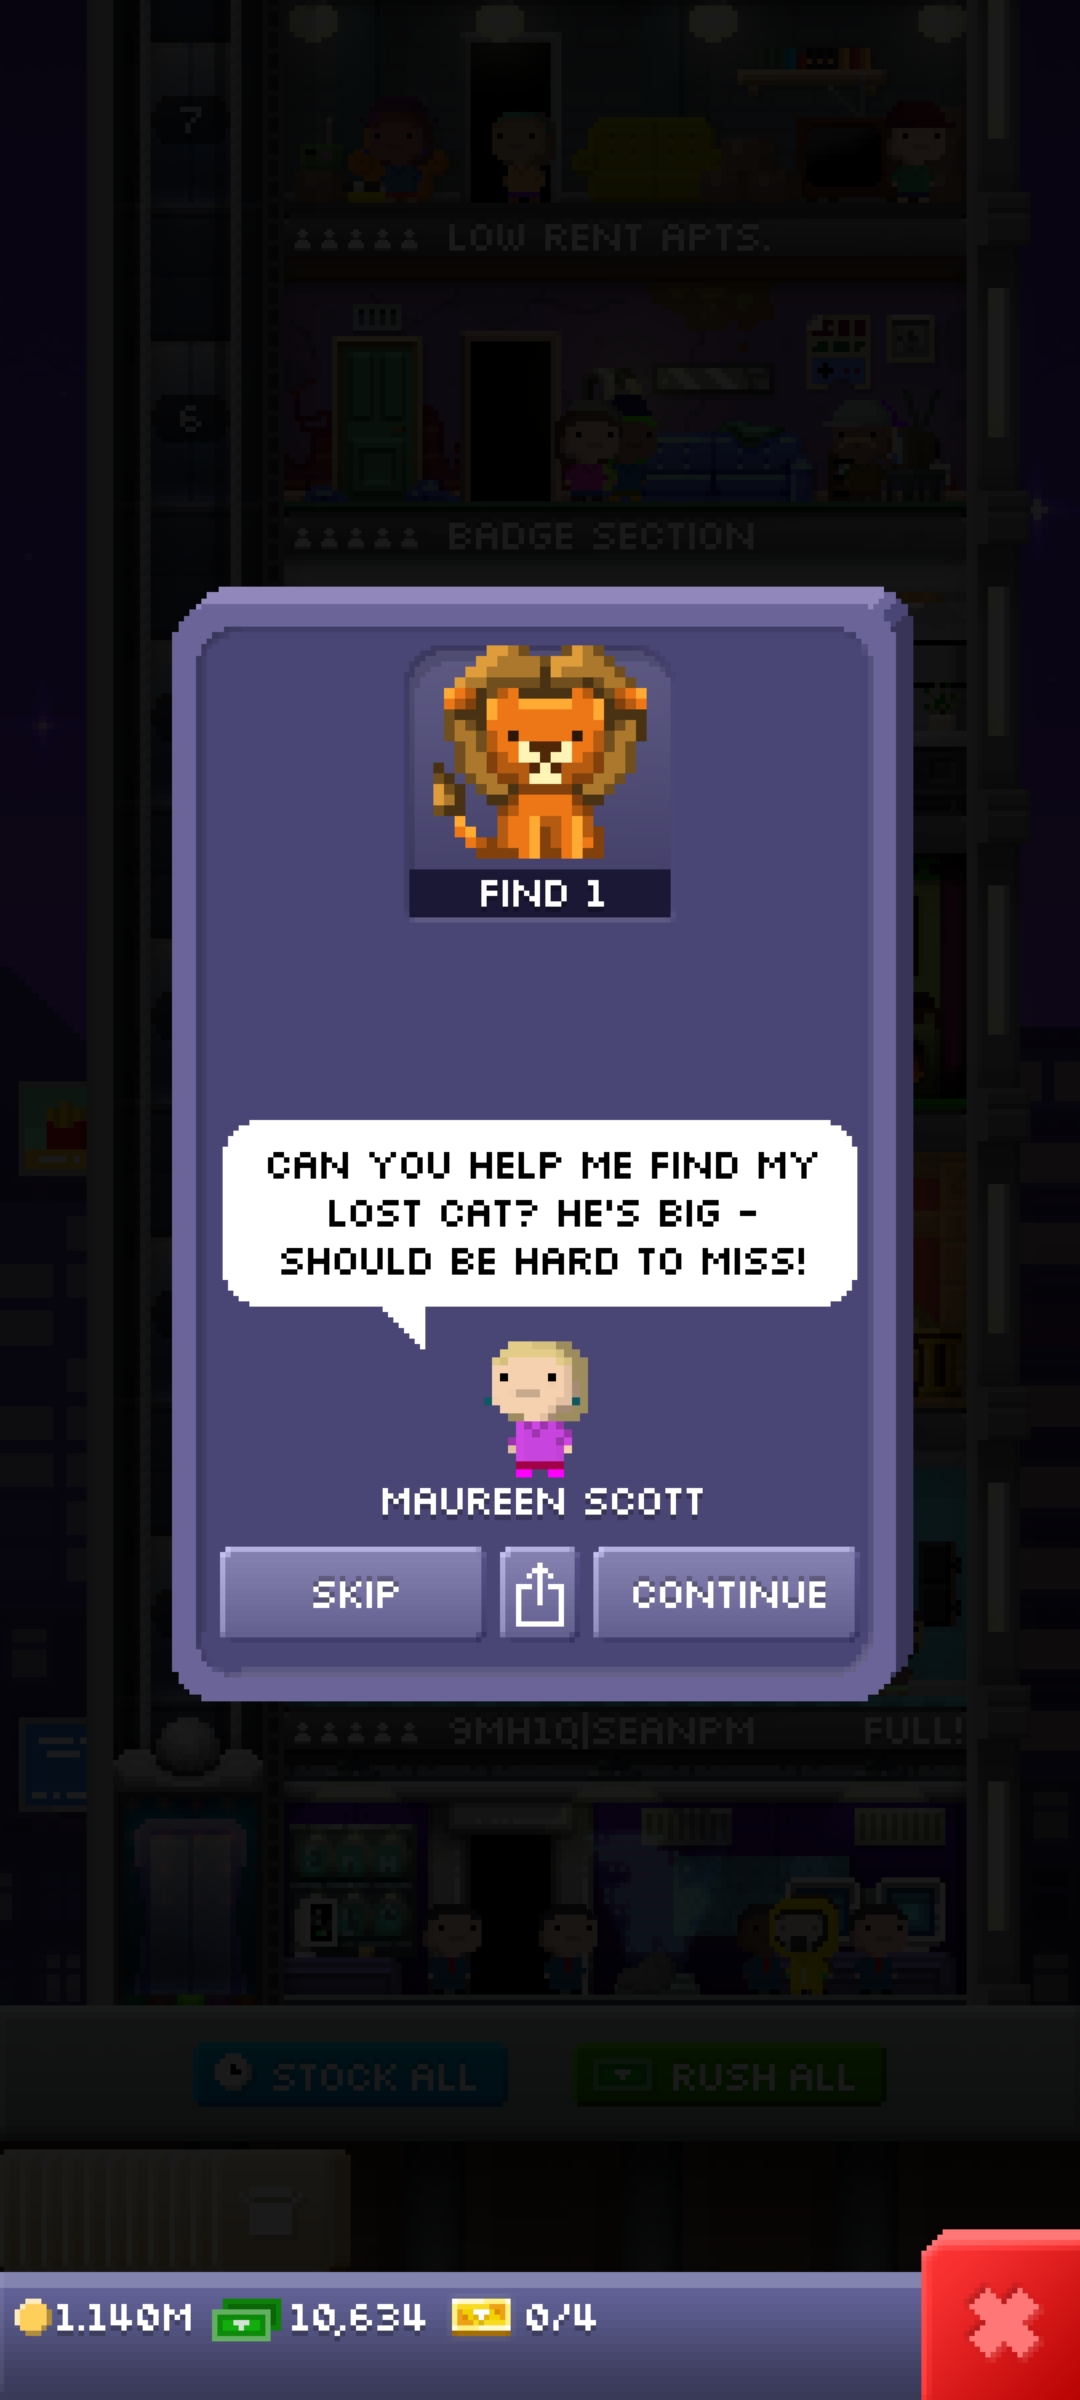 7
LOW RENT APTS.
6
BADGE SECTION
FIND 1
CAN YOU HELP ME FIND MY
LOST CAT? HE'S BIG -
SHOULD BE HARD TO MISS!
MAUREEN SCOTT
SKIP
CONTINUE
9MH1Q|SEANPM FULL!
STOCK ALL
RUSH ALL
1.140M 10,634 0/4